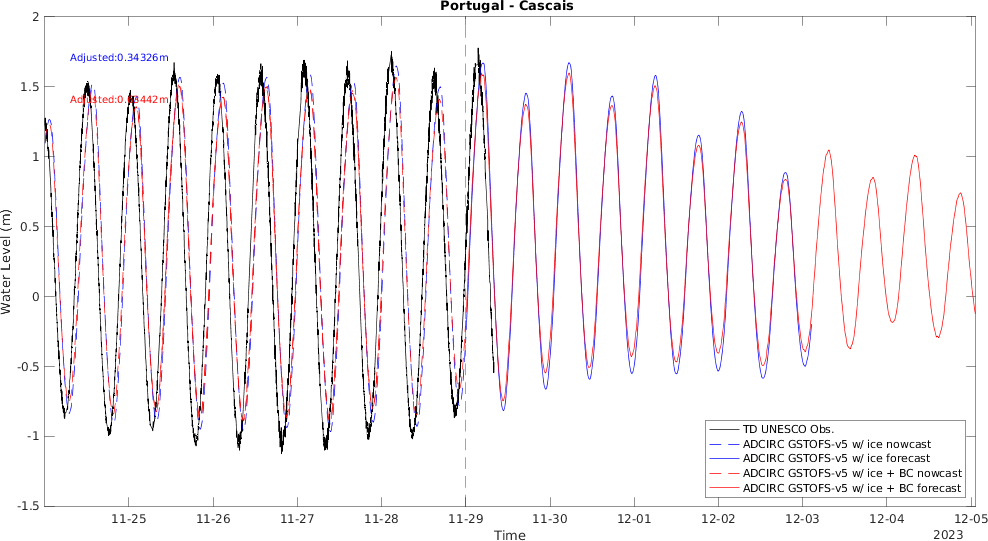 Portugal - Cascais
Adjusted:0.34326m
2
1.5
1
0.5
0
-0.5
-1
-1.5
Water Level (m)
11-25
11-26
11-27
11-28
11-29
11-30
12-01
12-02
12-03
12-04
12-05
Time
2023
TD UNESCO Obs.
ADCIRC GSTOFS-v5 w/ ice nowcast
ADCIRC GSTOFS-v5 w/ ice forecast
ADCIRC GSTOFS-v5 w/ ice + BC nowcast
ADCIRC GSTOFS-v5 w/ ice + BC forecast